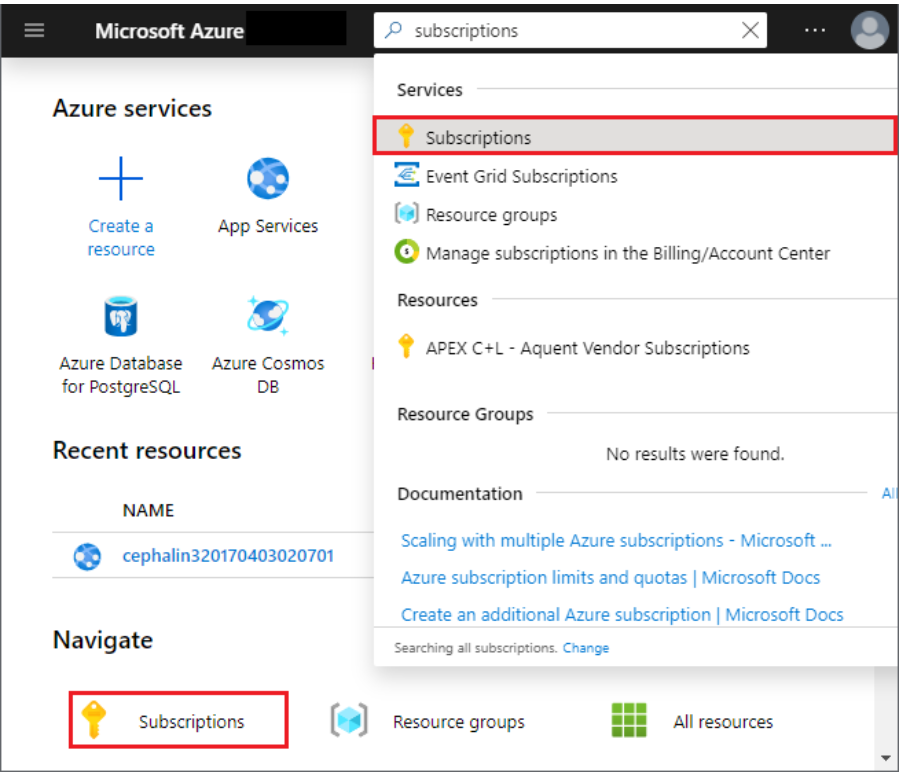 Microsoft Azure
subscriptions
Azure services
Create a
resource
App Services
Azure Database
for PostgreSQL
Azure Cosmos
DB
Recent resources
NAME
cephalin320170403020701
Navigate
Subscriptions
Resource groups
All resources
Services
Subscriptions
Event Grid Subscriptions
Resource groups
Manage subscriptions in the Billing/Account Center
Resources
APEX C+L - Aquent Vendor Subscriptions
Resource Groups
No results were found.
Documentation
All
Scaling with multiple Azure subscriptions - Microsoft ...
Azure subscription limits and quotas | Microsoft Docs
Create an additional Azure subscription | Microsoft Docs
Searching all subscriptions. Change